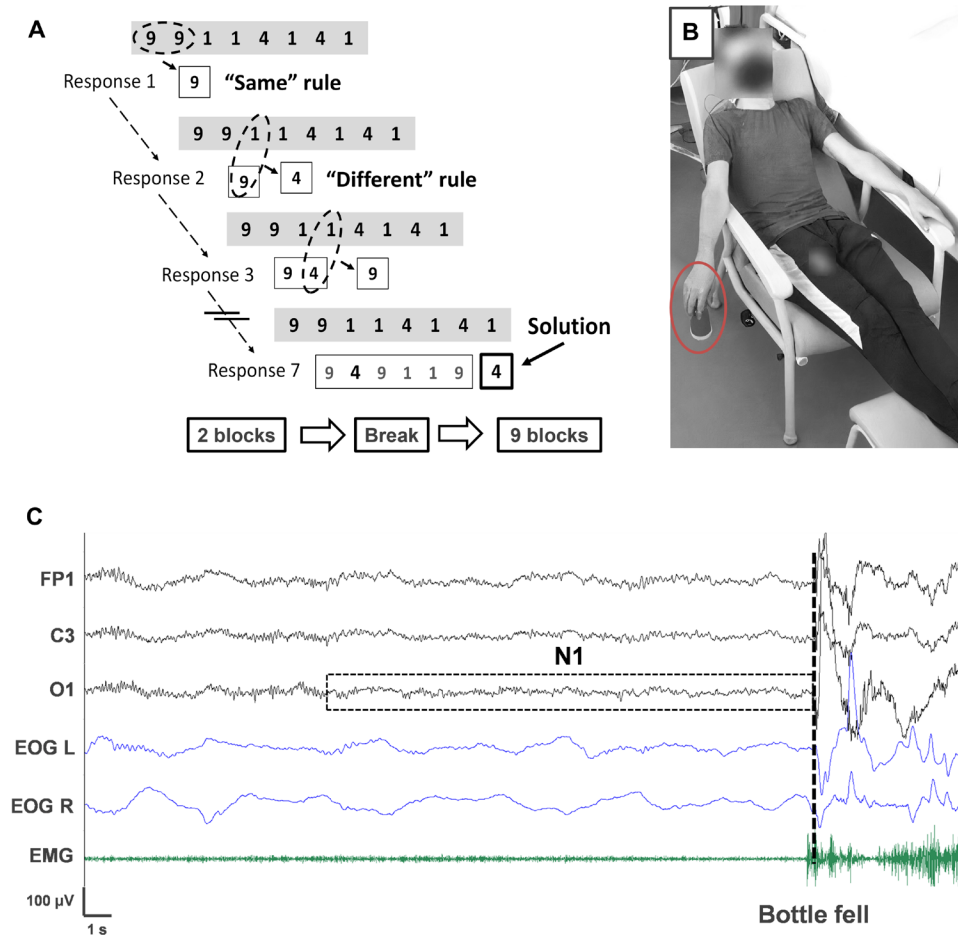 A
9 9 1 1 4 1 4 1
Response 1
9
“Same” rule
9 9 1 1 4 1 4 1
Response 2
9
4
“Different” rule
9 9 1 1 4 1 4 1
Response 3
9 4
9
9 9 1 1 4 1 4 1
Solution
Response 7
9 4 9 1 1 9
4
2 blocks
Break
9 blocks
B
C
FP1
C3
N1
O1
EOG L
EOG R
EMG
100 µV
1 s
Bottle fell